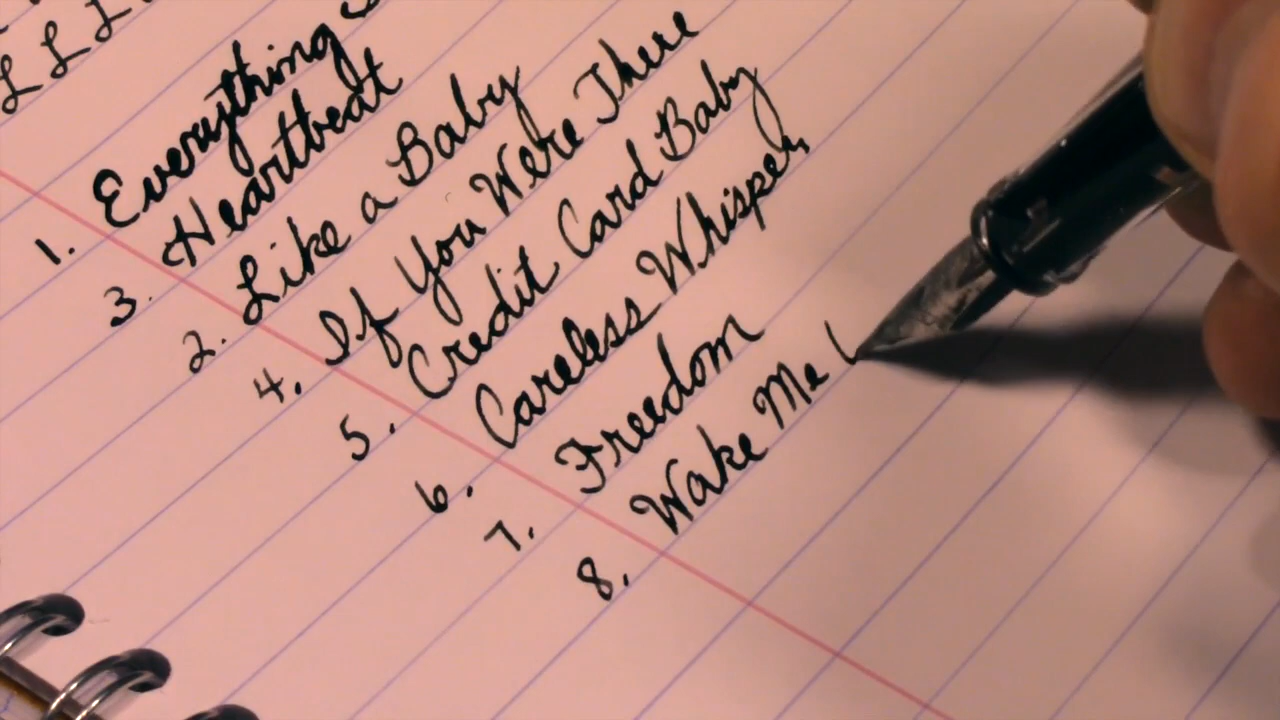 L L L
1. Everything
3. Heartbeat
2. Like a Baby
4. If You Were There
5. Credit Card Baby
6. Careless Whisper
7. Freedom
8. Wake Me